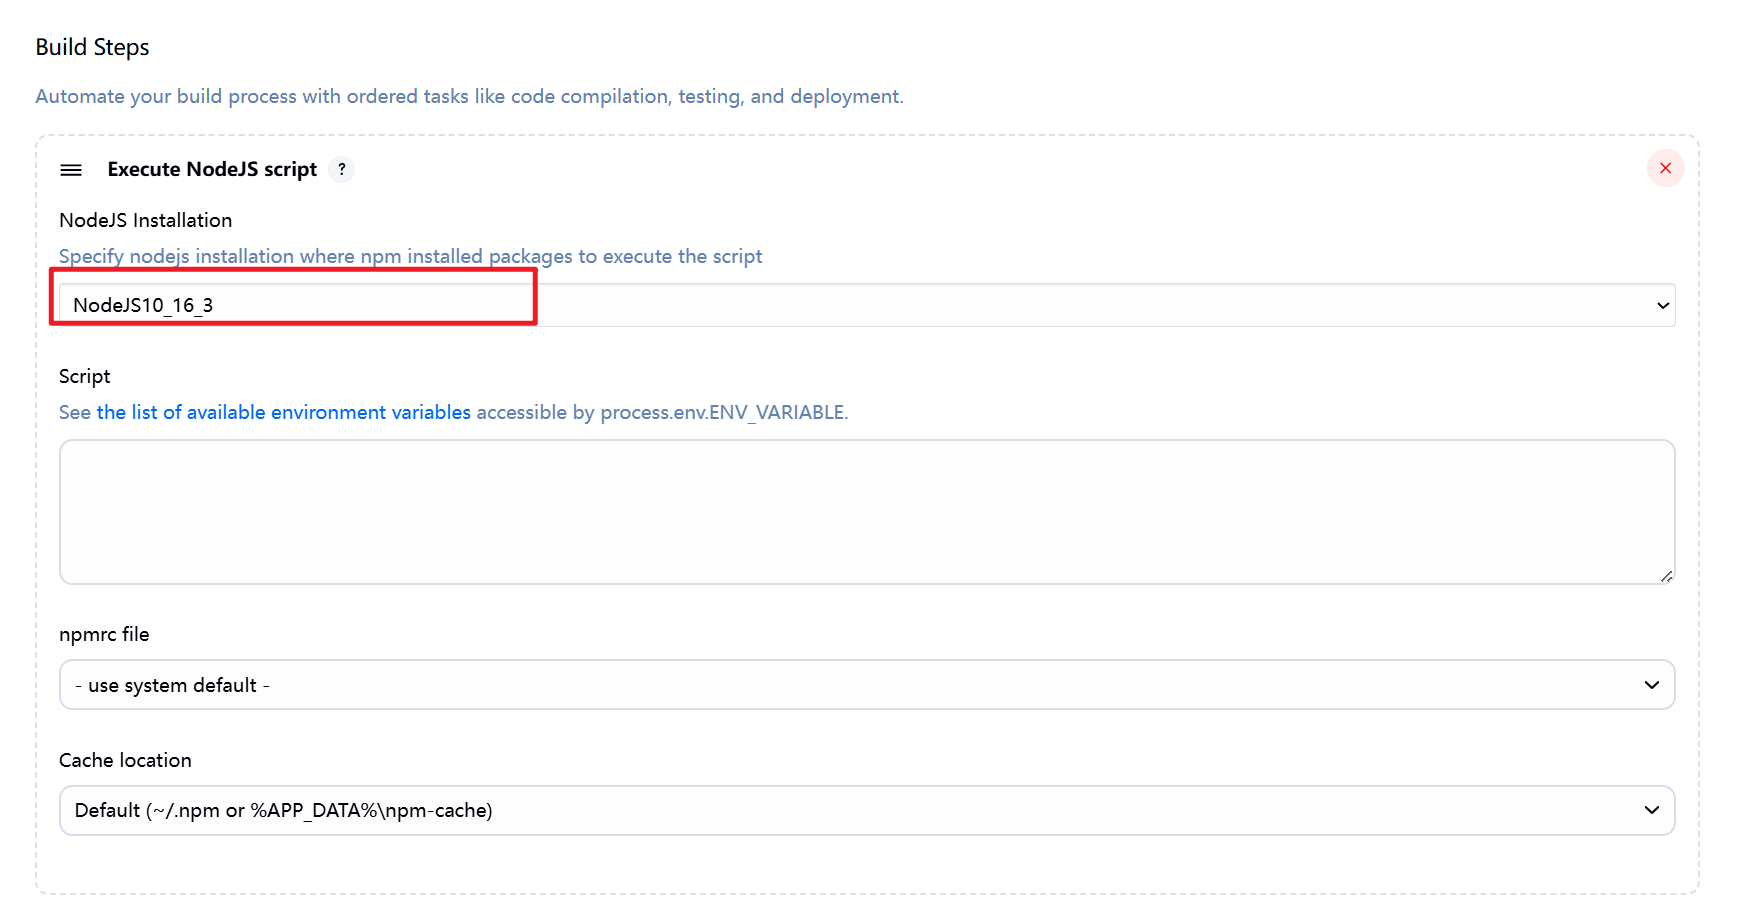 Build Steps
Automate your build process with ordered tasks like code compilation, testing, and deployment.
Execute NodeJS script ?
NodeJS Installation
Specify nodejs installation where npm installed packages to execute the script
NodeJS10_16_3
Script
See the list of available environment variables accessible by process.env.ENV_VARIABLE.
npmrc file
- use system default -
Cache location
Default (~/.npm or %APP_DATA%\npm-cache)